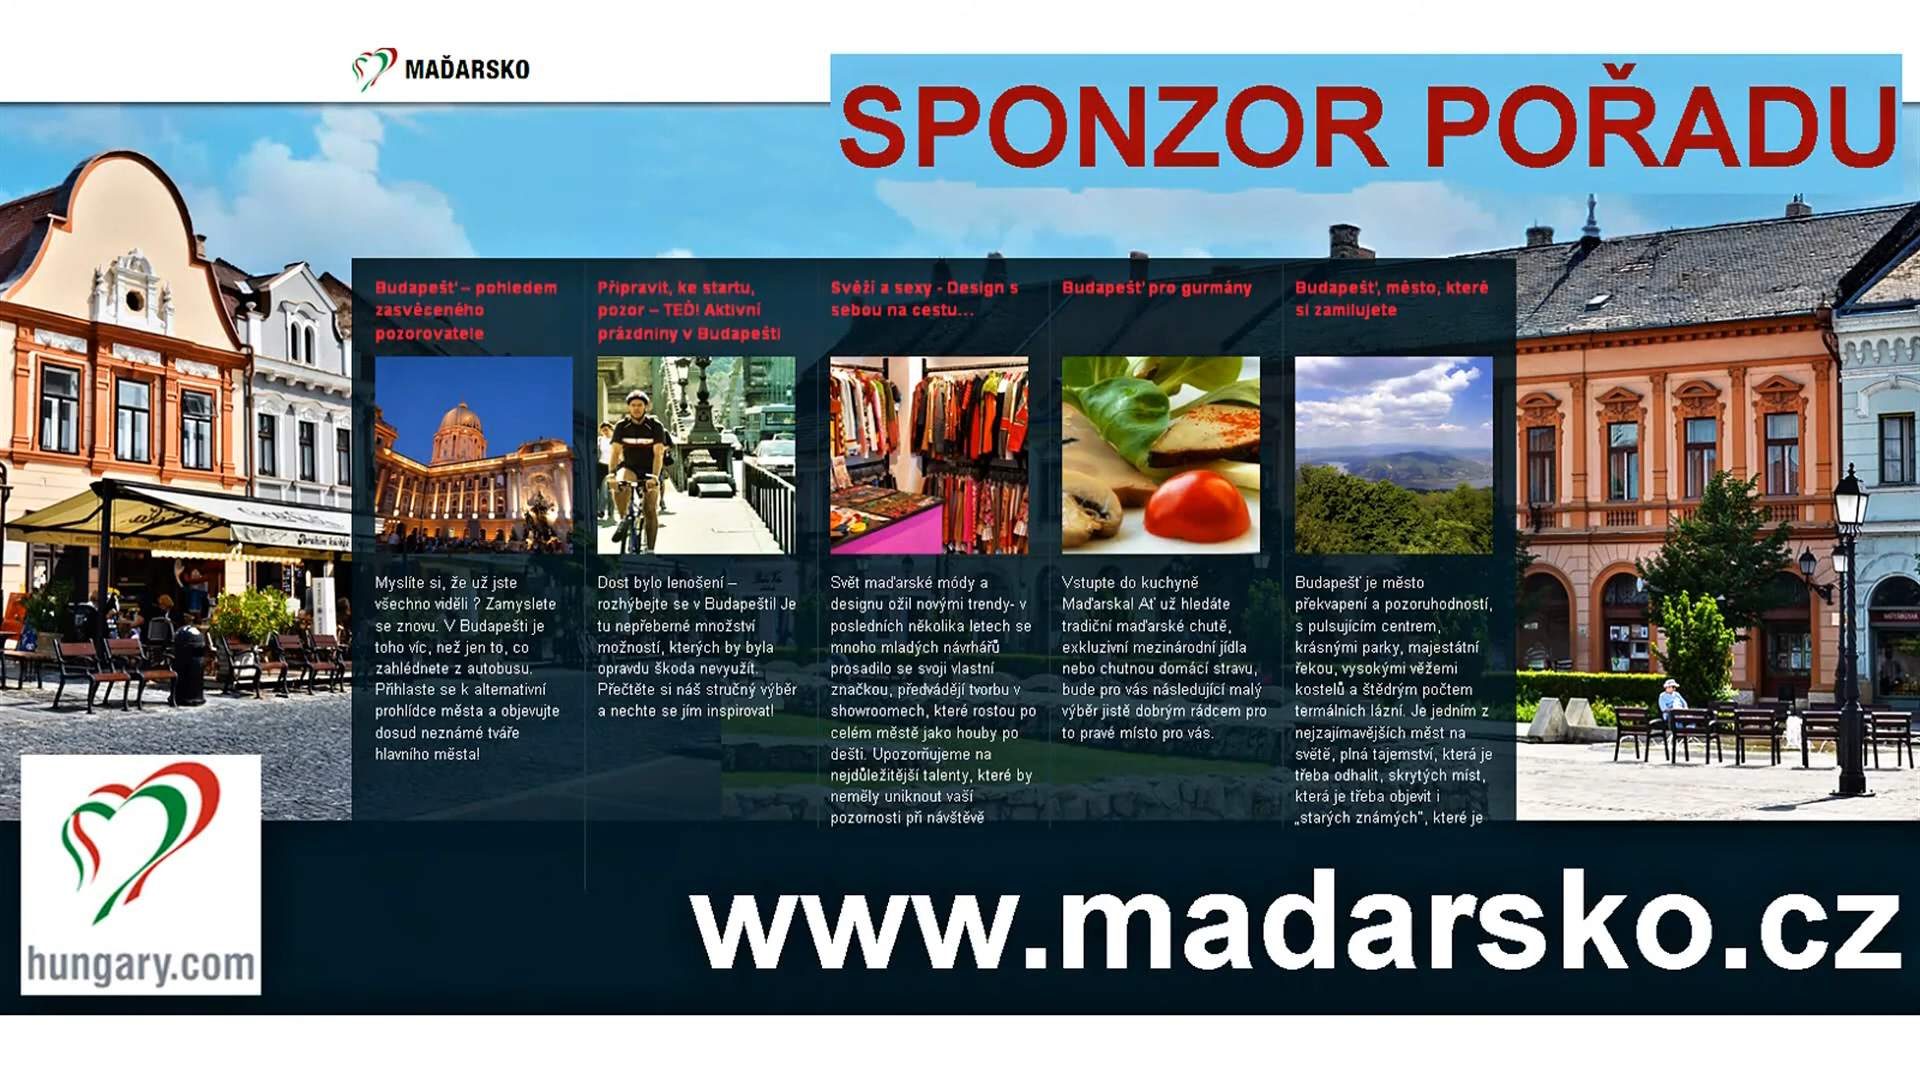 MAĎARSKO
SPONZOR POŘADU
Budapešť – pohledem
zasvěceného
pozorovatele
Myslíte si, že už jste
všechno viděli ? Zamyslete
se znovu. V Budapešti je
toho víc, než jen to, co
zahlédnete z autobusu.
Přihlaste se k alternativní
prohlídce města a objevujte
dosud neznámé tváře
hlavního města!
Připravit, ke startu,
pozor – TEĎ! Aktivní
prázdniny v Budapešti
Dost bylo lenošení –
rozhýbejte se v Budapešti! Je
tu nepřeberné množství
možností, kterých by byla
opravdu škoda nevyužít.
Přečtěte si náš stručný výběr
a nechte se jím inspirovat!
Svěží a sexy - Design s
sebou na cestu...
Svět maďarské módy a
designu ožil novými trendy- v
posledních několika letech se
mnoho mladých návrhářů
prosadilo se svoji vlastní
značkou, předvádějí tvorbu v
showroomech, které rostou po
celém městě jako houby po
dešti. Upozorňujeme na
nejdůležitější talenty, které by
neměly uniknout vaší
pozornosti při návštěvě
Budapešť pro gurmány
Vstupte do kuchyně
Maďarska! Ať už hledáte
tradiční maďarské chutě,
exkluzivní mezinárodní jídla
nebo chutnou domácí stravu,
bude pro vás následující malý
výběr jistě dobrým rádcem pro
to pravé místo pro vás.
Budapešť, město, které
si zamilujete
Budapešť je město
překvapení a pozoruhodností,
s pulsujícím centrem,
krásnými parky, majestátní
řekou, vysokými věžemi
kostelů a štědrým počtem
termálních lázní. Je jedním z
nejzajímavějších měst na
světě, plná tajemství, která je
třeba odhalit, skrytých míst,
která je třeba objevit i
„starých známých", které je
hungary.com
www.madarsko.cz